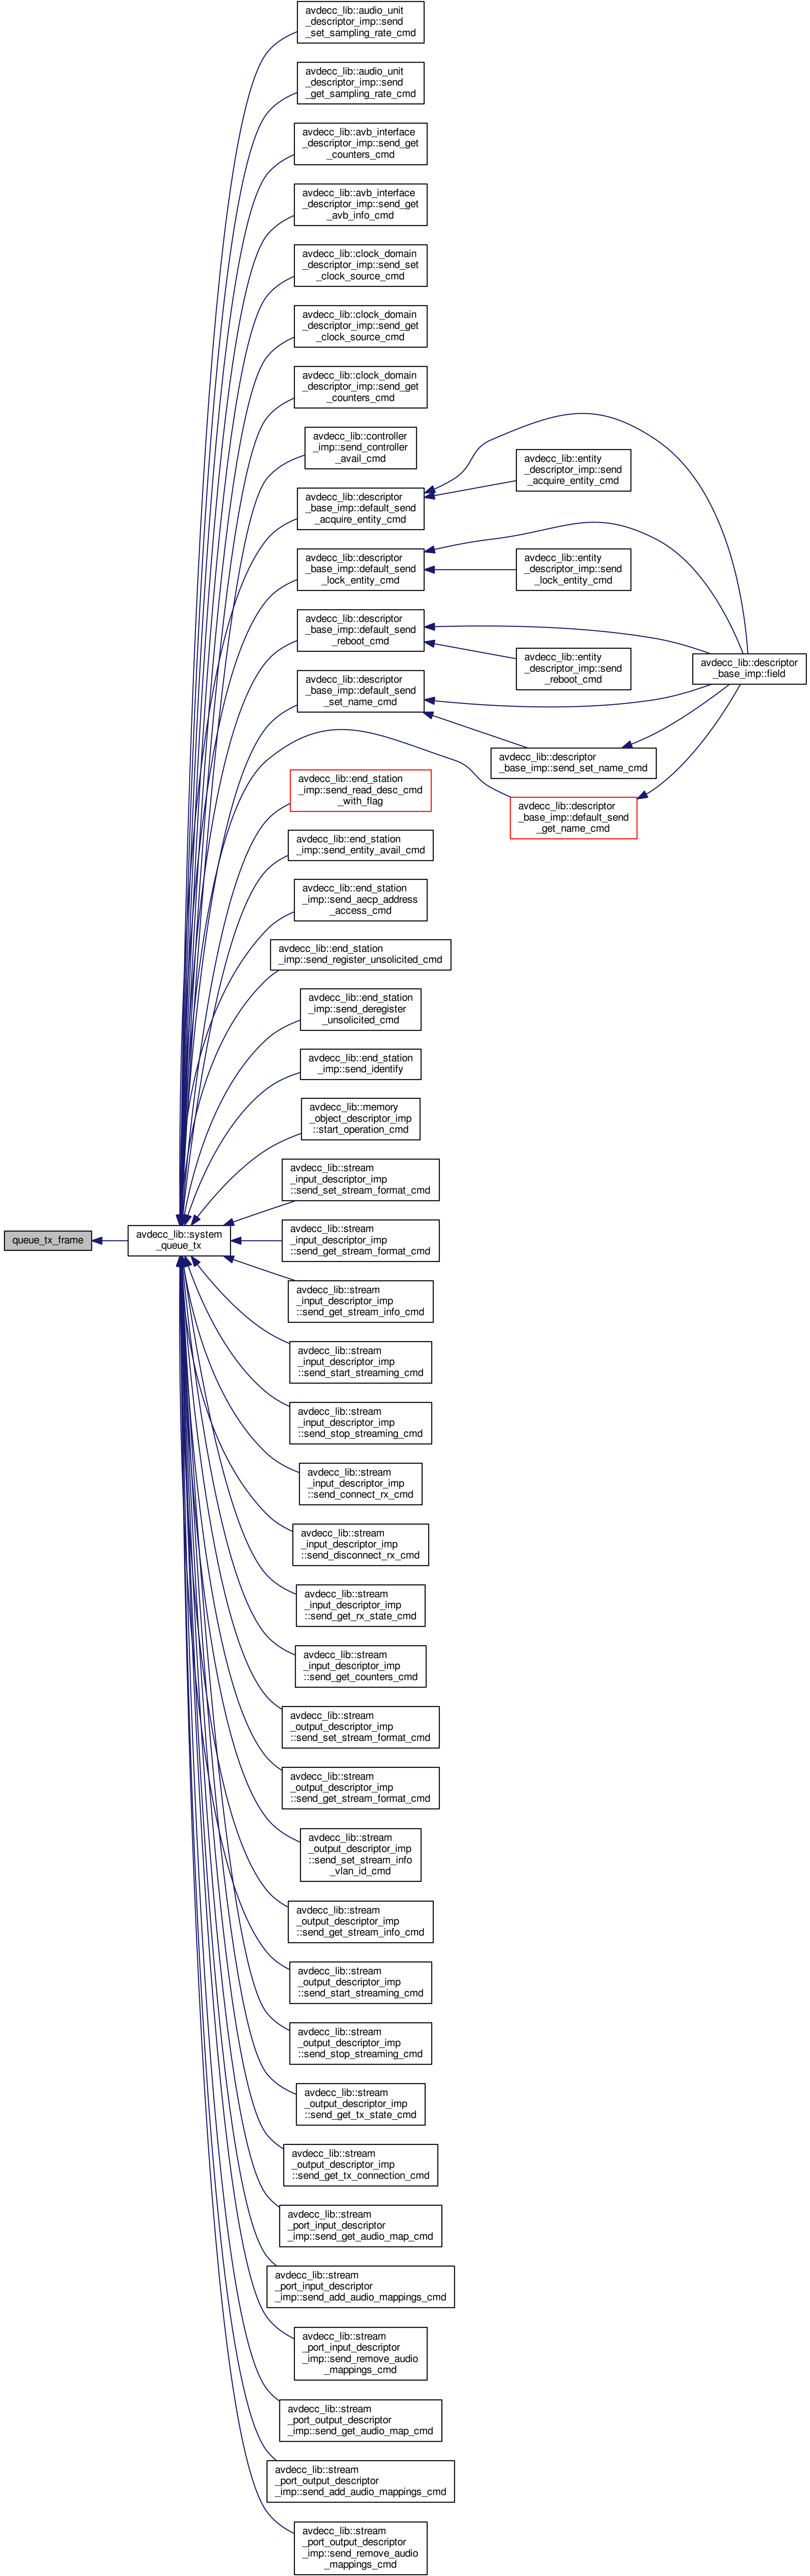 avdecc_lib::audio_unit
_descriptor_imp::send
_set_sampling_rate_cmd
avdecc_lib::audio_unit
_descriptor_imp::send
_get_sampling_rate_cmd
avdecc_lib::avb_interface
_descriptor_imp::send_get
_counters_cmd
avdecc_lib::avb_interface
_descriptor_imp::send_get
_avb_info_cmd
avdecc_lib::clock_domain
_descriptor_imp::send_set
_clock_source_cmd
avdecc_lib::clock_domain
_descriptor_imp::send_get
_clock_source_cmd
avdecc_lib::clock_domain
_descriptor_imp::send_get
_counters_cmd
avdecc_lib::controller
_imp::send_controller
_avail_cmd
avdecc_lib::entity
_descriptor_imp::send
_acquire_entity_cmd
avdecc_lib::descriptor
_base_imp::default_send
_acquire_entity_cmd
avdecc_lib::descriptor
_base_imp::default_send
_lock_entity_cmd
avdecc_lib::entity
_descriptor_imp::send
_lock_entity_cmd
avdecc_lib::descriptor
_base_imp::default_send
_reboot_cmd
avdecc_lib::entity
_descriptor_imp::send
_reboot_cmd
avdecc_lib::descriptor
_base_imp::field
avdecc_lib::descriptor
_base_imp::default_send
_set_name_cmd
avdecc_lib::descriptor
_base_imp::send_set_name_cmd
avdecc_lib::end_station
_imp::send_read_desc_cmd
_with_flag
avdecc_lib::descriptor
_base_imp::default_send
_get_name_cmd
avdecc_lib::end_station
_imp::send_entity_avail_cmd
avdecc_lib::end_station
_imp::send_aecp_address
_access_cmd
avdecc_lib::end_station
_imp::send_register_unsolicited_cmd
avdecc_lib::end_station
_imp::send_deregister
_unsolicited_cmd
avdecc_lib::end_station
_imp::send_identify
avdecc_lib::memory
_object_descriptor_imp
::start_operation_cmd
avdecc_lib::stream
_input_descriptor_imp
::send_set_stream_format_cmd
queue_tx_frame
avdecc_lib::system
_queue_tx
avdecc_lib::stream
_input_descriptor_imp
::send_get_stream_format_cmd
avdecc_lib::stream
_input_descriptor_imp
::send_get_stream_info_cmd
avdecc_lib::stream
_input_descriptor_imp
::send_start_streaming_cmd
avdecc_lib::stream
_input_descriptor_imp
::send_stop_streaming_cmd
avdecc_lib::stream
_input_descriptor_imp
::send_connect_rx_cmd
avdecc_lib::stream
_input_descriptor_imp
::send_disconnect_rx_cmd
avdecc_lib::stream
_input_descriptor_imp
::send_get_rx_state_cmd
avdecc_lib::stream
_input_descriptor_imp
::send_get_counters_cmd
avdecc_lib::stream
_output_descriptor_imp
::send_set_stream_format_cmd
avdecc_lib::stream
_output_descriptor_imp
::send_get_stream_format_cmd
avdecc_lib::stream
_output_descriptor_imp
::send_set_stream_info
_vlan_id_cmd
avdecc_lib::stream
_output_descriptor_imp
::send_get_stream_info_cmd
avdecc_lib::stream
_output_descriptor_imp
::send_start_streaming_cmd
avdecc_lib::stream
_output_descriptor_imp
::send_stop_streaming_cmd
avdecc_lib::stream
_output_descriptor_imp
::send_get_tx_state_cmd
avdecc_lib::stream
_output_descriptor_imp
::send_get_tx_connection_cmd
avdecc_lib::stream
_port_input_descriptor
_imp::send_get_audio_map_cmd
avdecc_lib::stream
_port_input_descriptor
_imp::send_add_audio_mappings_cmd
avdecc_lib::stream
_port_input_descriptor
_imp::send_remove_audio
_mappings_cmd
avdecc_lib::stream
_port_output_descriptor
_imp::send_get_audio_map_cmd
avdecc_lib::stream
_port_output_descriptor
_imp::send_add_audio_mappings_cmd
avdecc_lib::stream
_port_output_descriptor
_imp::send_remove_audio
_mappings_cmd